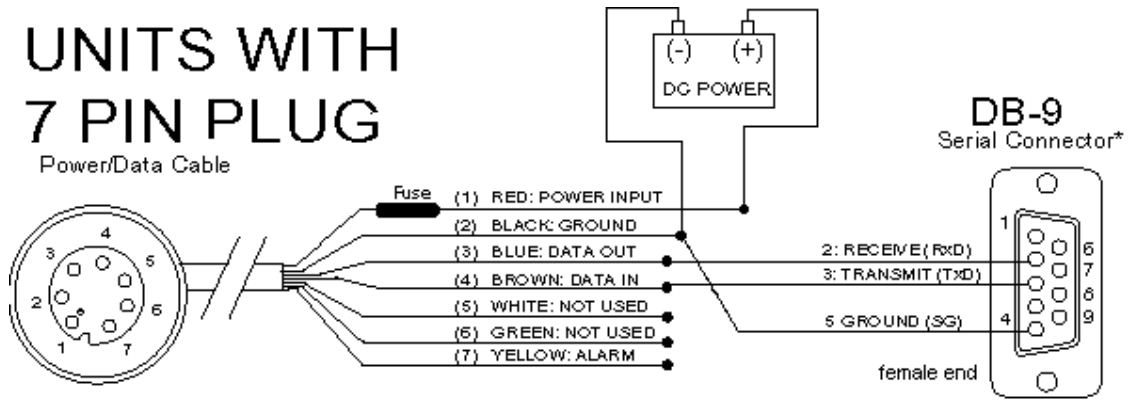 UNITS WITH
7 PIN PLUG
Power/Data Cable
(-) (+)
DC POWER
DB-9
Serial Connector*
Fuse
(1) RED: POWER INPUT
(2) BLACK: GROUND
(3) BLUE: DATA OUT
(4) BROWN: DATA IN
(5) WHITE: NOT USED
(6) GREEN: NOT USED
(7) YELLOW: ALARM
2: RECEIVE (RxD)
3: TRANSMIT (TxD)
5 GROUND (SG)
female end
1
2
3
4
5
6
7
1
4
6
7
8
9